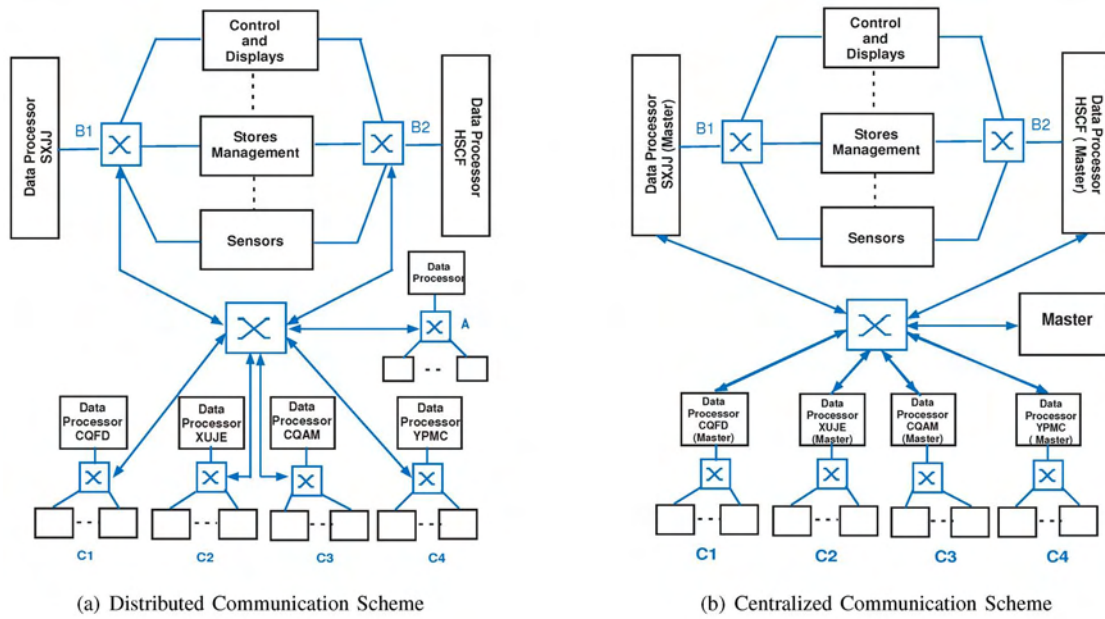 Control
and
Displays
Data Processor
SXJJ
B1
Stores
Management
B2
Data Processor
HSCF
Sensors
Data
Processor
A
Data
Processor
CQFD
Data
Processor
XUJE
Data
Processor
CQAM
Data
Processor
YPMC
C1
C2
C3
C4
(a) Distributed Communication Scheme
Control
and
Displays
Data Processor
SXJJ (Master)
B1
Stores
Management
B2
Data Processor
HSCF ( Master)
Sensors
Master
Data
Processor
CQFD
(Master)
Data
Processor
XUJE
(Master)
Data
Processor
CQAM
(Master)
Data
Processor
YPMC
( Master)
C1
C2
C3
C4
(b) Centralized Communication Scheme